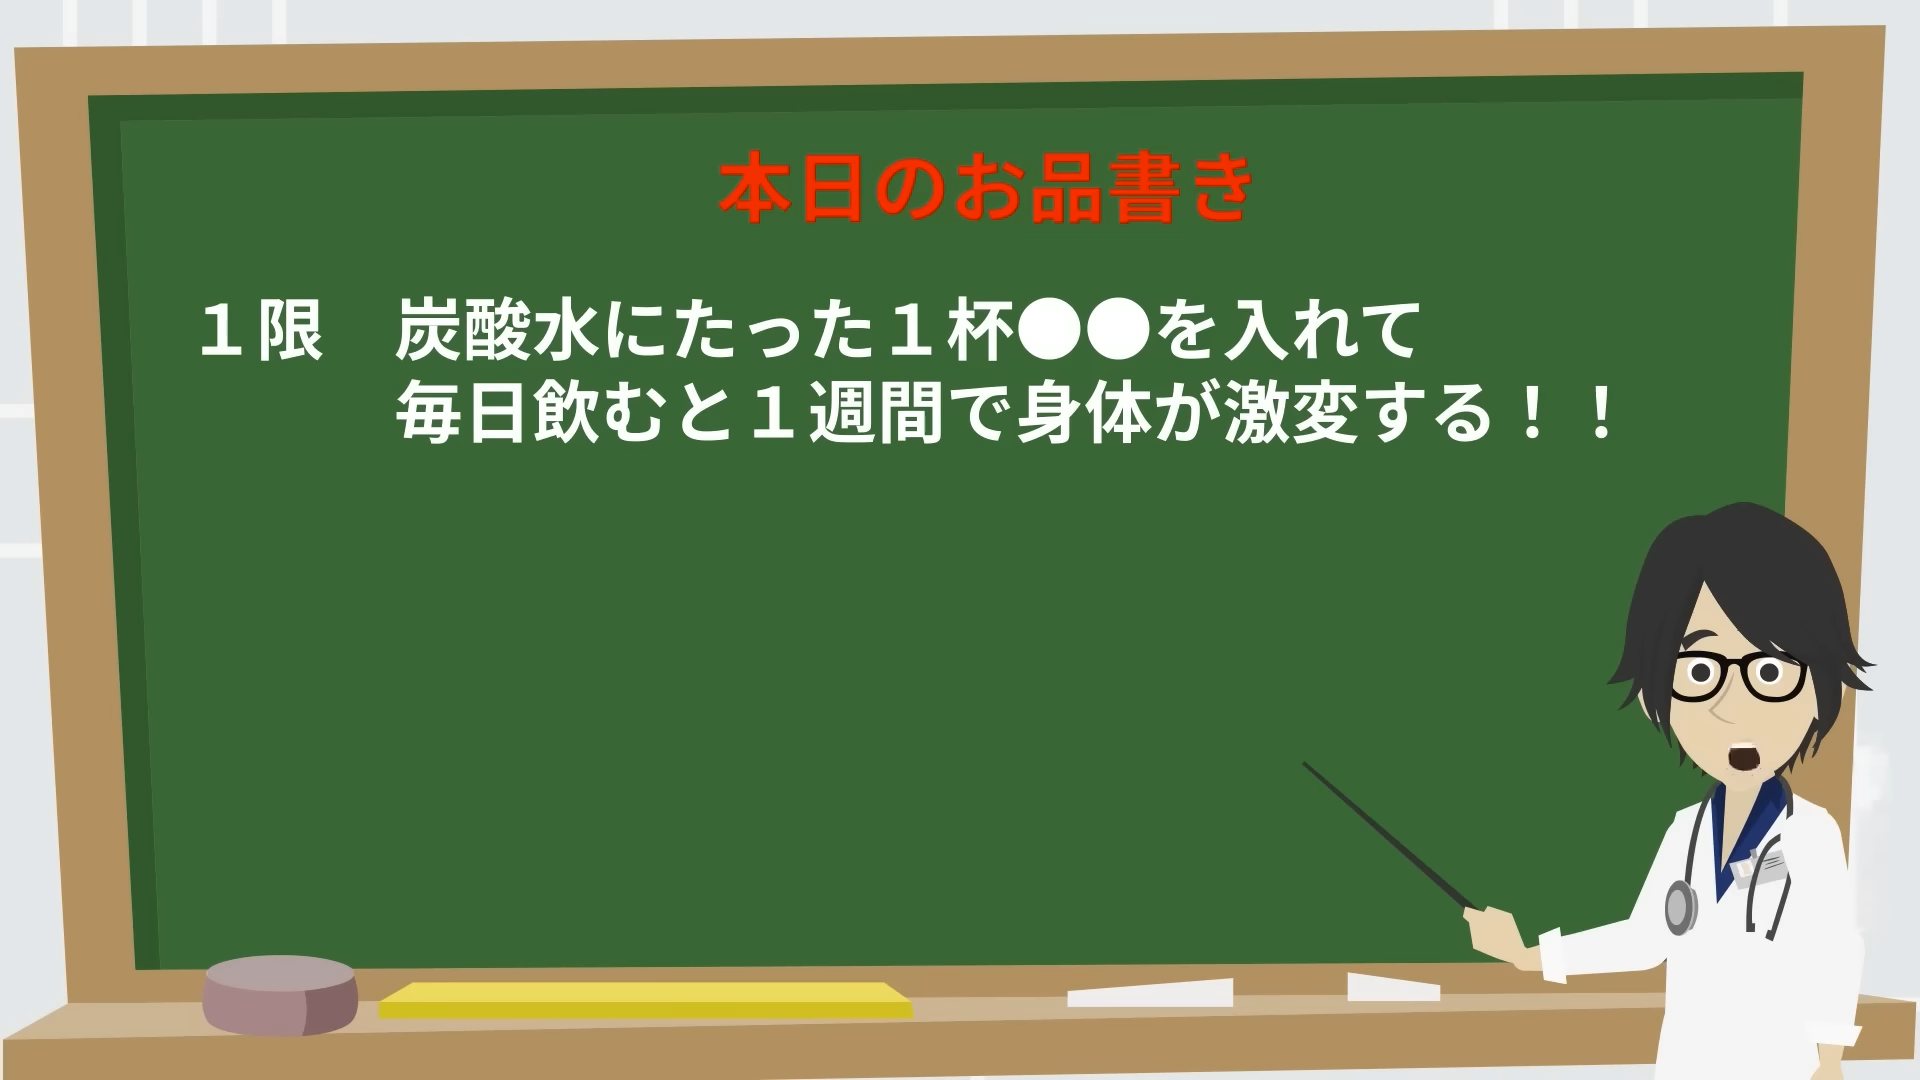 本日のお品書き
１限　炭酸水にたった１杯●●を入れて
毎日飲むと１週間で身体が激変する！！